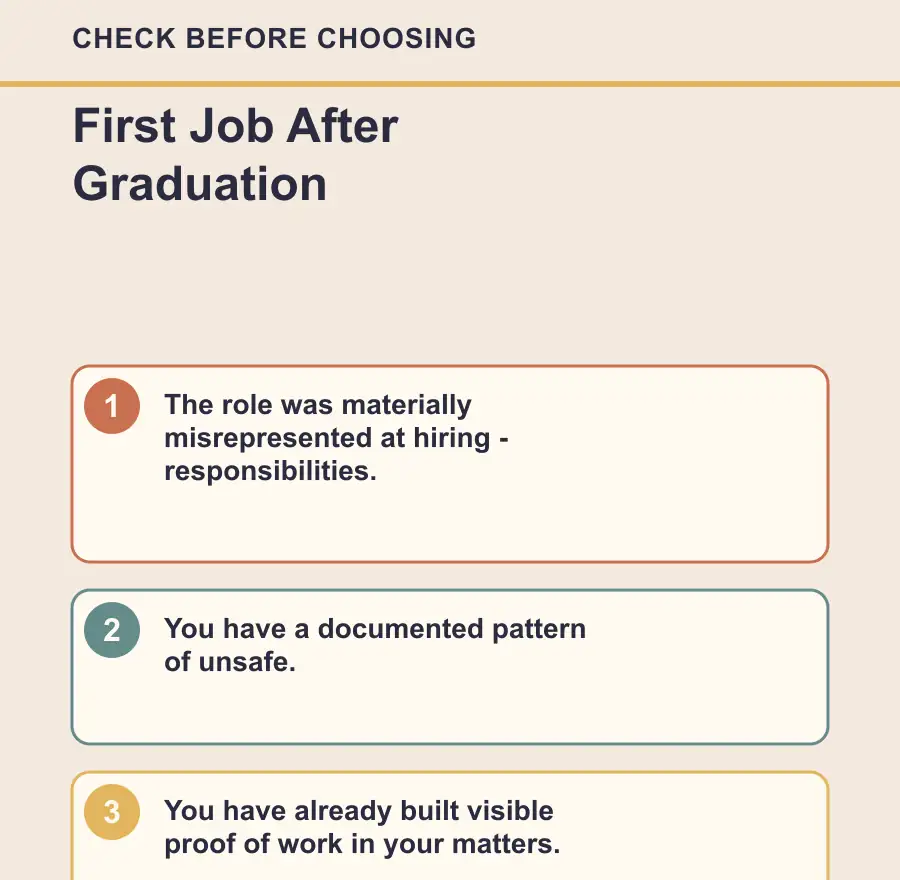 CHECK BEFORE CHOOSING
First Job After
Graduation
1
The role was materially
misrepresented at hiring -
responsibilities.
2
You have a documented pattern
of unsafe.
3
You have already built visible
proof of work in your matters.